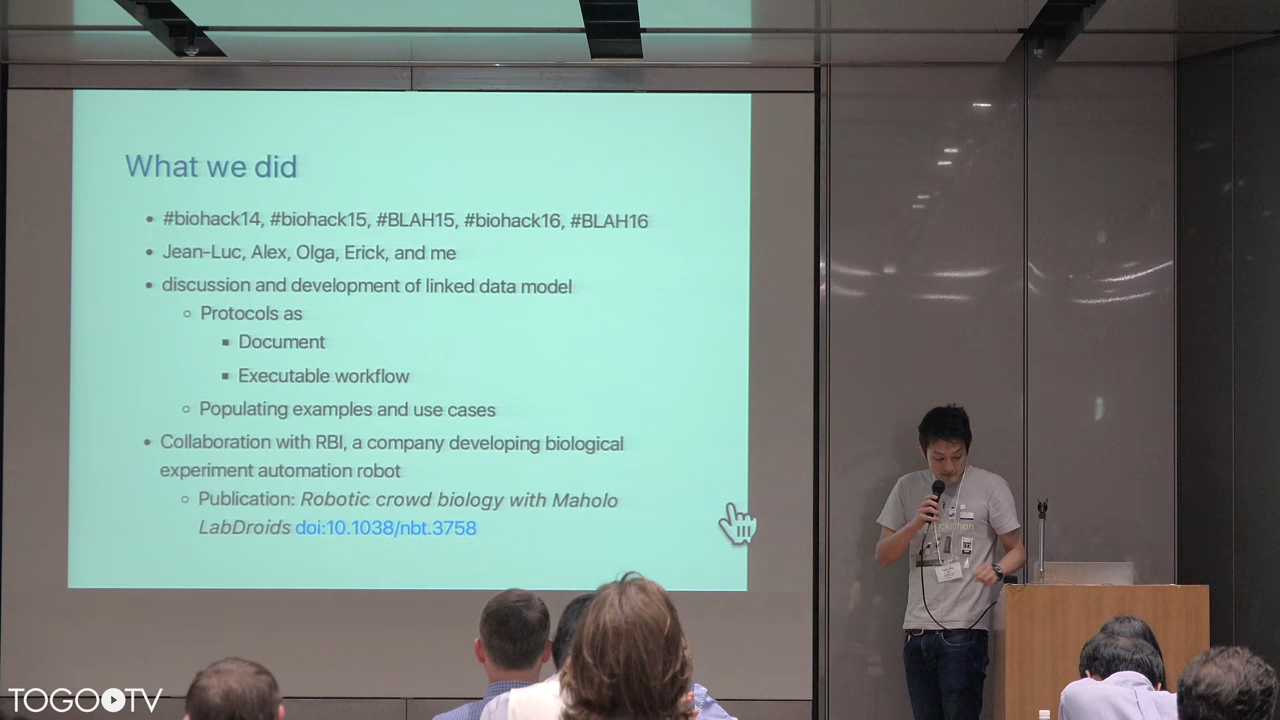 What we did
• #biohack14, #biohack15, #BLAH15, #biohack16, #BLAH16
• Jean-Luc, Alex, Olga, Erick, and me
• discussion and development of linked data model
○ Protocols as
▪ Document
▪ Executable workflow
○ Populating examples and use cases
• Collaboration with RBI, a company developing biological
experiment automation robot
○ Publication: Robotic crowd biology with Maholo
LabDroids doi:10.1038/nbt.3758
TOGO TV